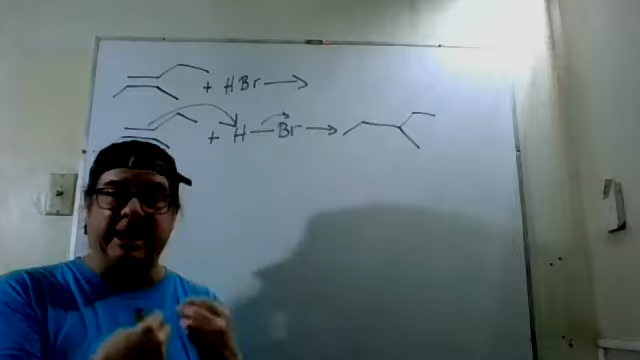 + HBr →
+ H — Br →